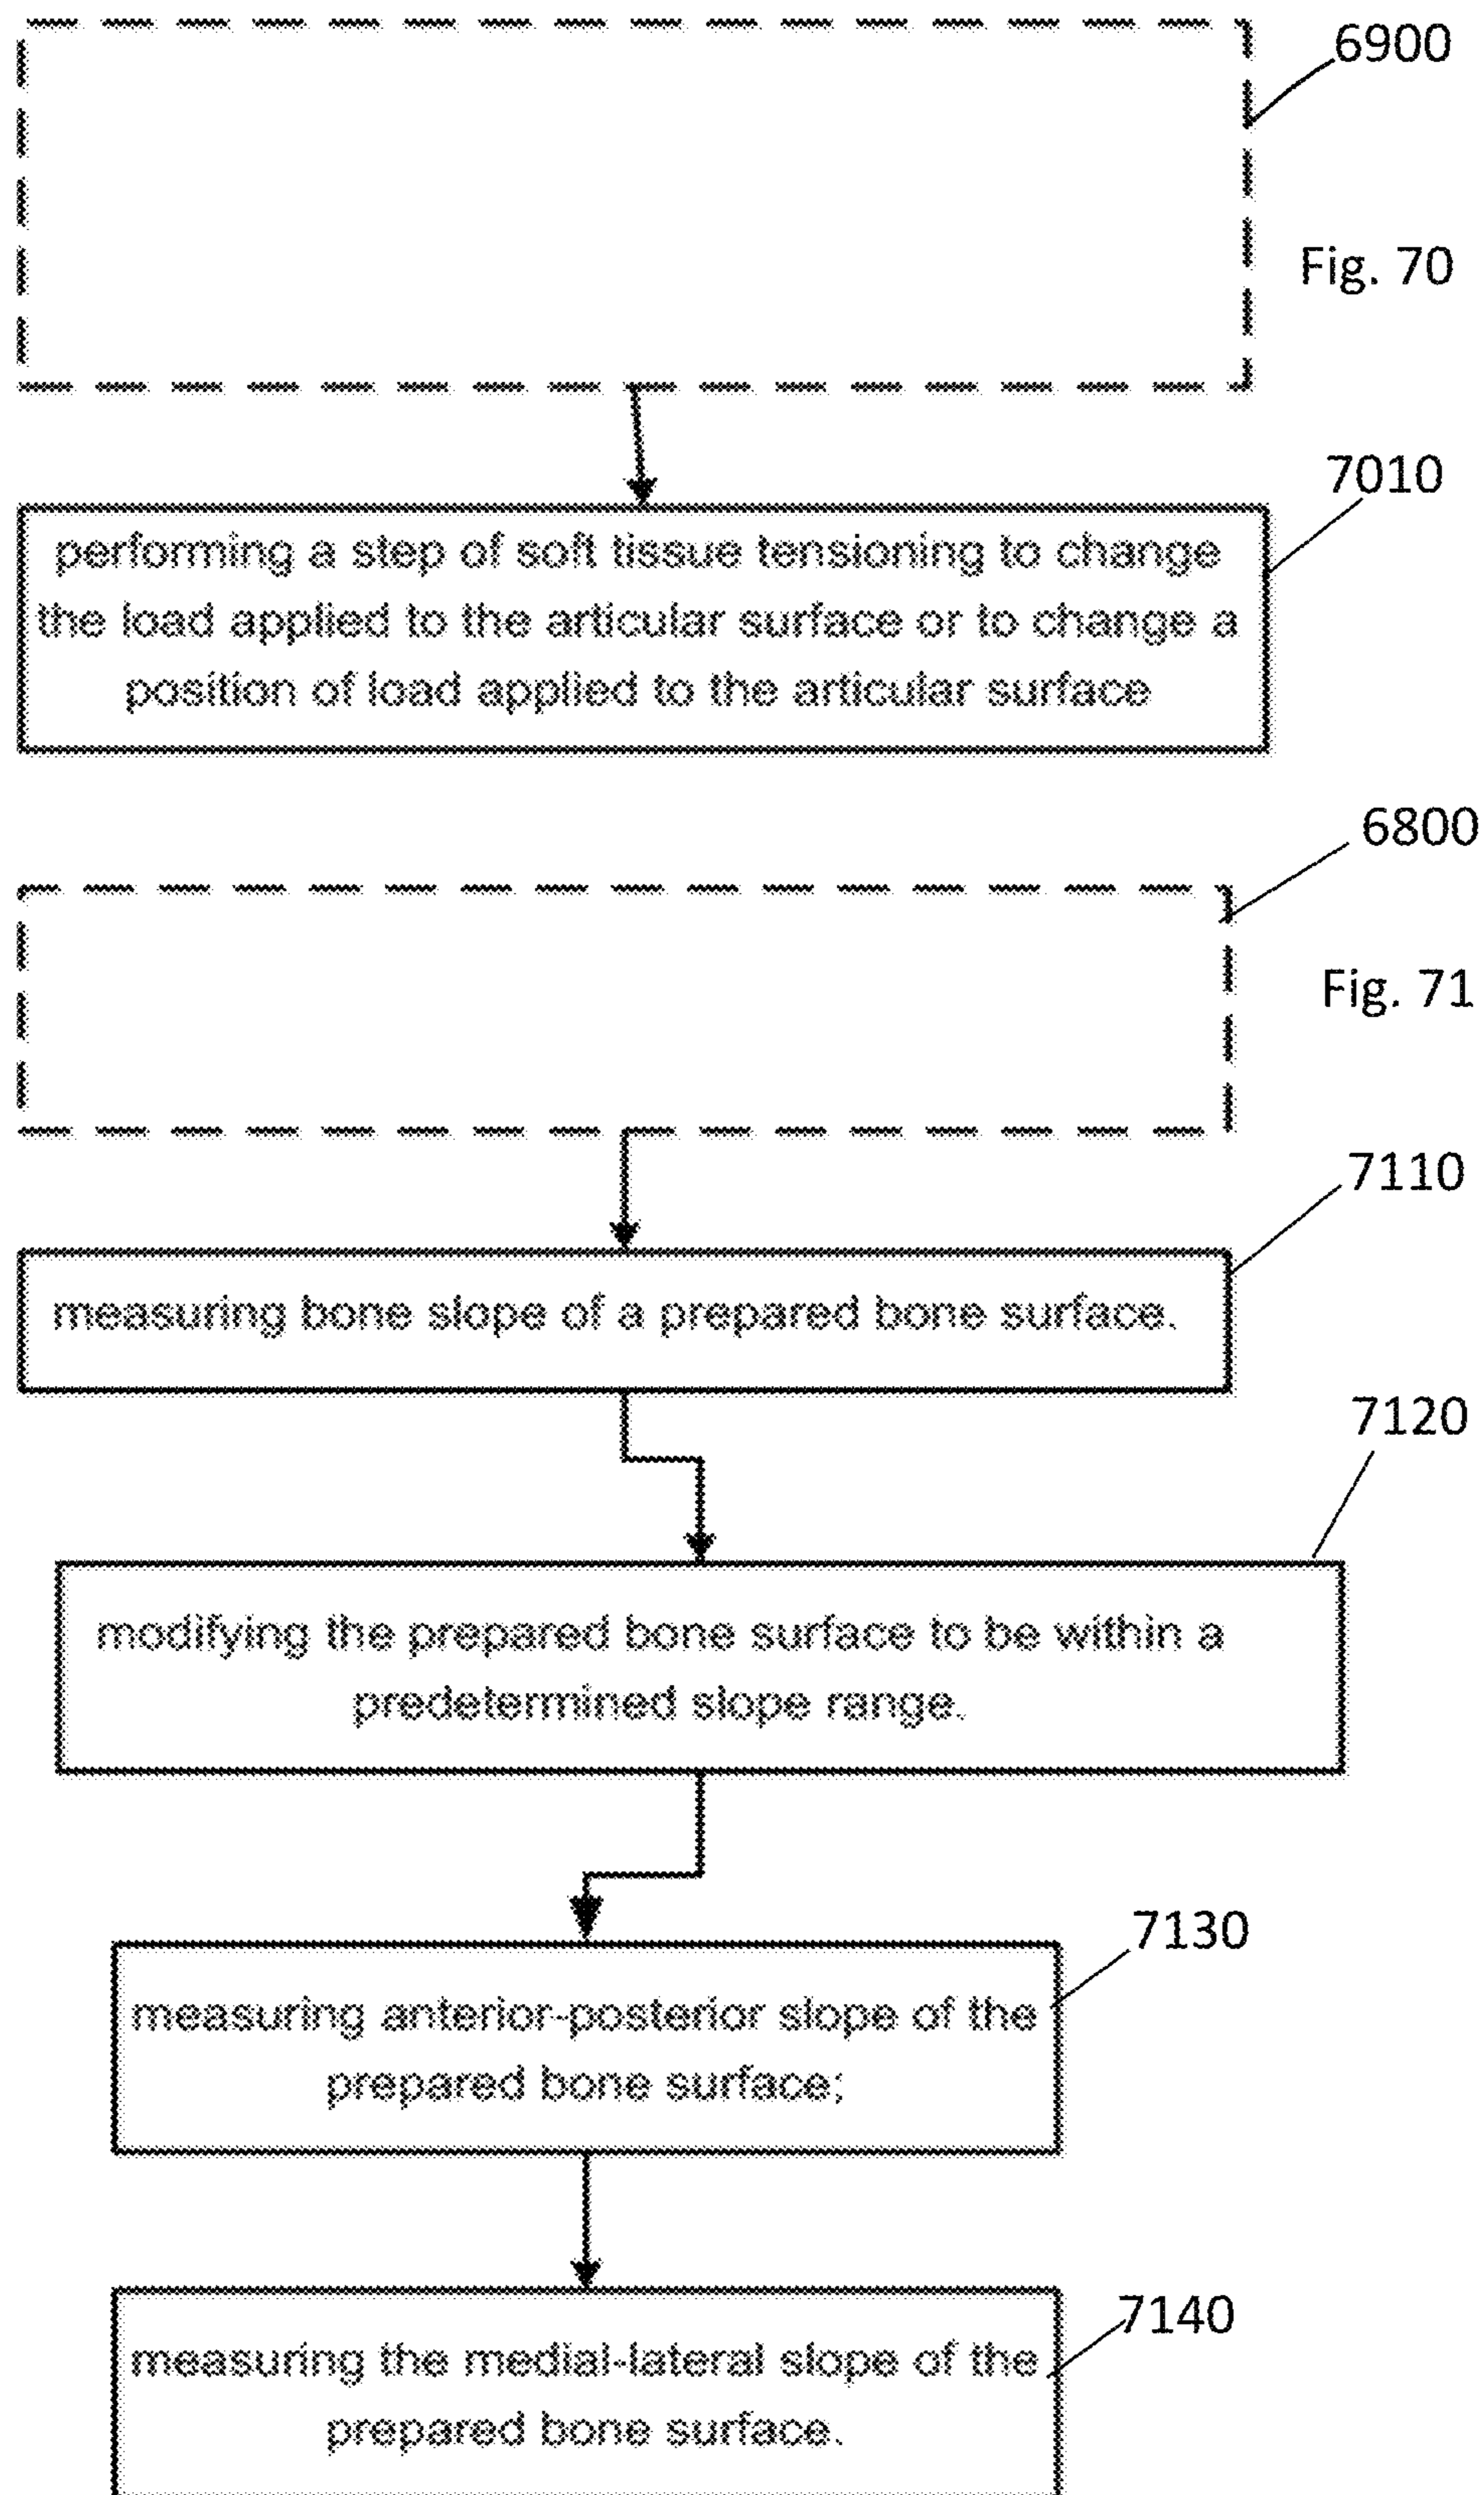 6900
Fig. 70
7010
performing a step of soft tissue tensioning to change
the load applied to the articular surface or to change a
position of load applied to the articular surface
6800
Fig. 71
7110
measuring bone slope of a prepared bone surface.
7120
modifying the prepared bone surface to be within a
predetermined slope range.
7130
measuring anterior-posterior slope of the
prepared bone surface;
7140
measuring the medial-lateral slope of the
prepared bone surface.